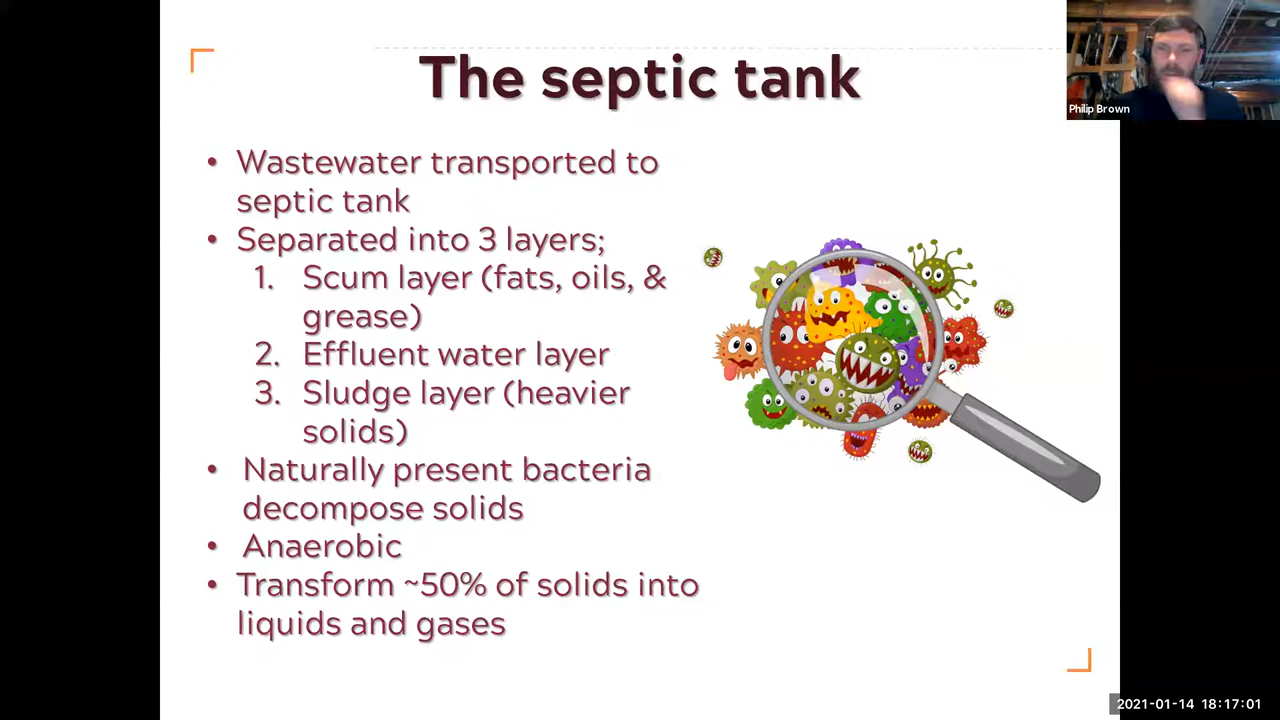 The septic tank
Philip Brown
• Wastewater transported to
septic tank
• Separated into 3 layers;
1. Scum layer (fats, oils, &
grease)
2. Effluent water layer
3. Sludge layer (heavier
solids)
• Naturally present bacteria
decompose solids
• Anaerobic
• Transform ~50% of solids into
liquids and gases
2021-01-14 18:17:01